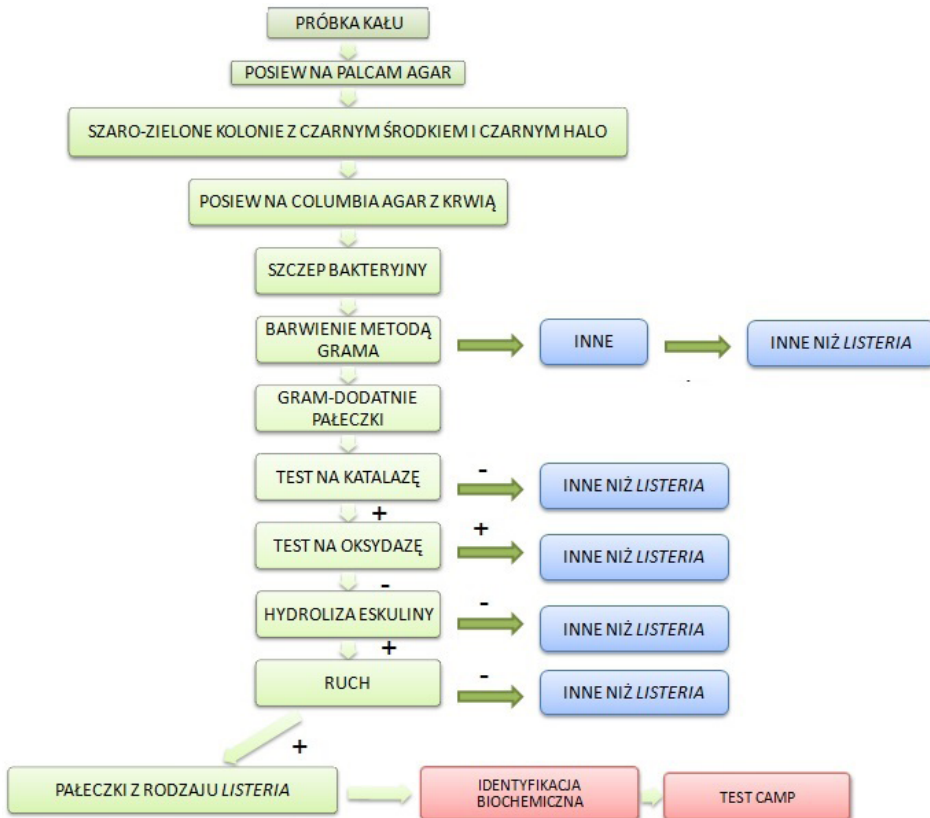 PRÓBKA KAŁU
POSIEW NA PALCAM AGAR
SZARO-ZIELONE KOLONIE Z CZARNYM ŚRODKIEM I CZARNYM HALO
POSIEW NA COLUMBIA AGAR Z KRWIĄ
SZCZEP BAKTERYJNY
BARWIENIE METODĄ
GRAMA
INNE
INNE NIŻ LISTERIA
GRAM-DODATNIE
PAŁECZKI
TEST NA KATALAZĘ
-
INNE NIŻ LISTERIA
+
TEST NA OKSYDAZĘ
+
INNE NIŻ LISTERIA
-
HYDROLIZA ESKULINY
-
INNE NIŻ LISTERIA
+
RUCH
-
INNE NIŻ LISTERIA
+
PAŁECZKI Z RODZAJU LISTERIA
IDENTYFIKACJA
BIOCHEMICZNA
TEST CAMP